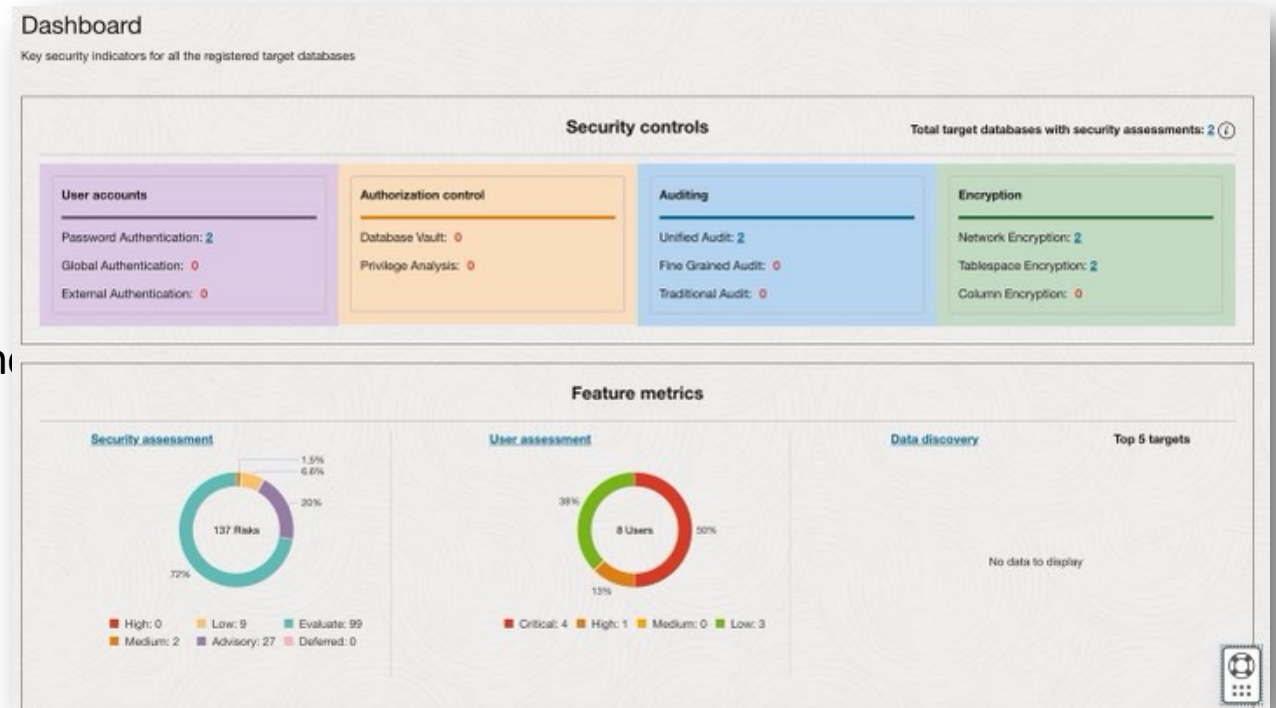 Dashboard
Key security indicators for all the registered target databases
Security controls
Total target databases with security assessments: 2 i
User accounts
Password Authentication: 2
Global Authentication: 0
External Authentication: 0
Authorization control
Database Vault: 0
Privilege Analysis: 0
Auditing
Unified Audit: 2
Fine Grained Audit: 0
Traditional Audit: 0
Encryption
Network Encryption: 2
Tablespace Encryption: 2
Column Encryption: 0
Feature metrics
Security assessment
1.5%
6.6%
20%
137 Risks
72%
High: 0 Low: 9 Evaluate: 99
Medium: 2 Advisory: 27 Deferred: 0
User assessment
38%
8 Users
50%
13%
Critical: 4 High: 1 Medium: 0 Low: 3
Data discovery
Top 5 targets
No data to display